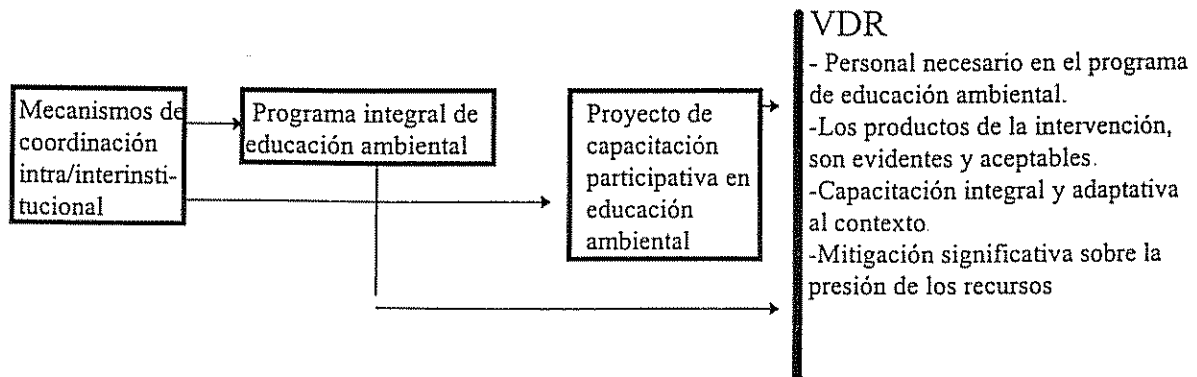 Mecanismos de
coordinación
intra/interinsti-
tucional
Programa integral de
educación ambiental
Proyecto de
capacitación
participativa en
educación
ambiental
VDR
- Personal necesario en el programa
de educación ambiental.
-Los productos de la intervención,
son evidentes y aceptables.
-Capacitación integral y adaptativa
al contexto.
-Mitigación significativa sobre la
presión de los recursos